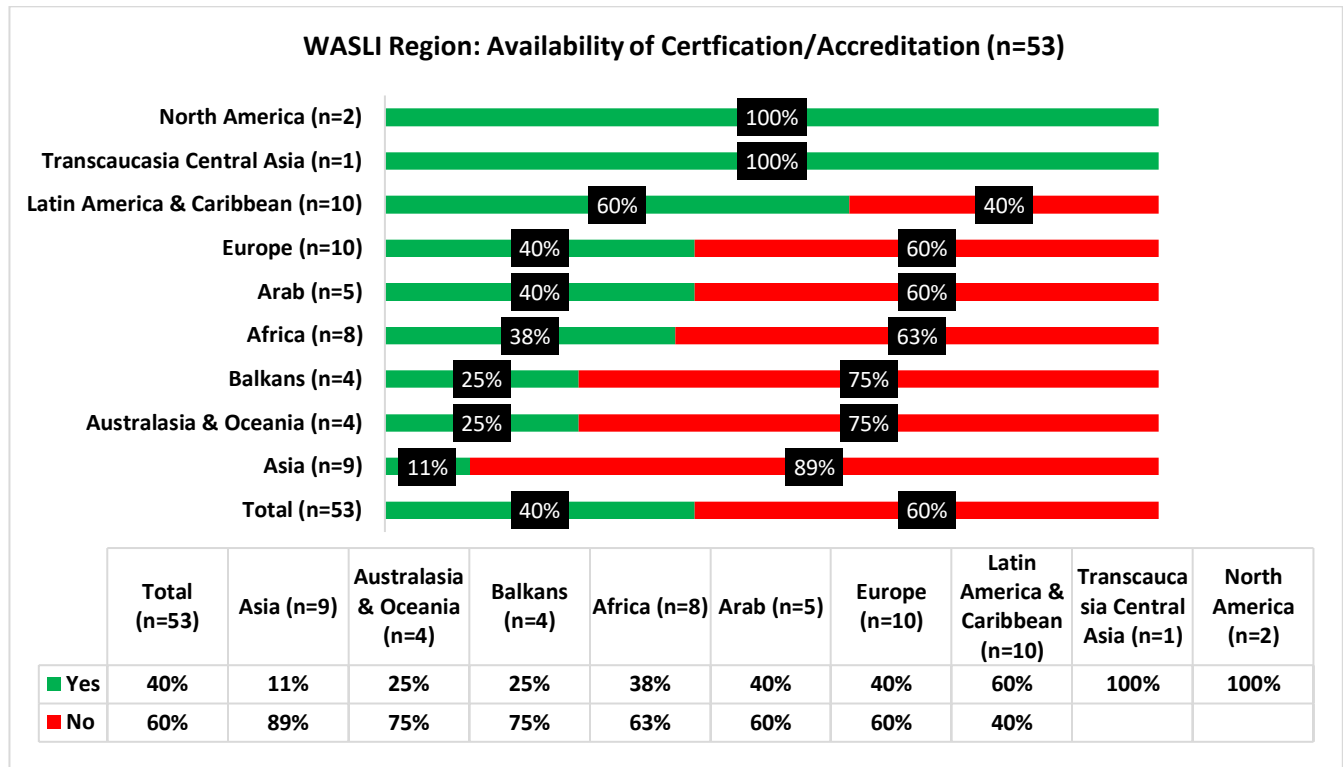 WASLI Region: Availability of Certfication/Accreditation (n=53)
North America (n=2) 100%
Transcaucasia Central Asia (n=1) 100%
Latin America & Caribbean (n=10) 60% 40%
Europe (n=10) 40% 60%
Arab (n=5) 40% 60%
Africa (n=8) 38% 63%
Balkans (n=4) 25% 75%
Australasia & Oceania (n=4) 25% 75%
Asia (n=9) 11% 89%
Total (n=53) 40% 60%
Total
(n=53)
Asia (n=9)
Australasia
& Oceania
(n=4)
Balkans
(n=4)
Africa (n=8)
Arab (n=5)
Europe
(n=10)
Latin
America &
Caribbean
(n=10)
Transcauca
sia Central
Asia (n=1)
North
America
(n=2)
Yes 40% 11% 25% 25% 38% 40% 40% 60% 100% 100%
No 60% 89% 75% 75% 63% 60% 60% 40%